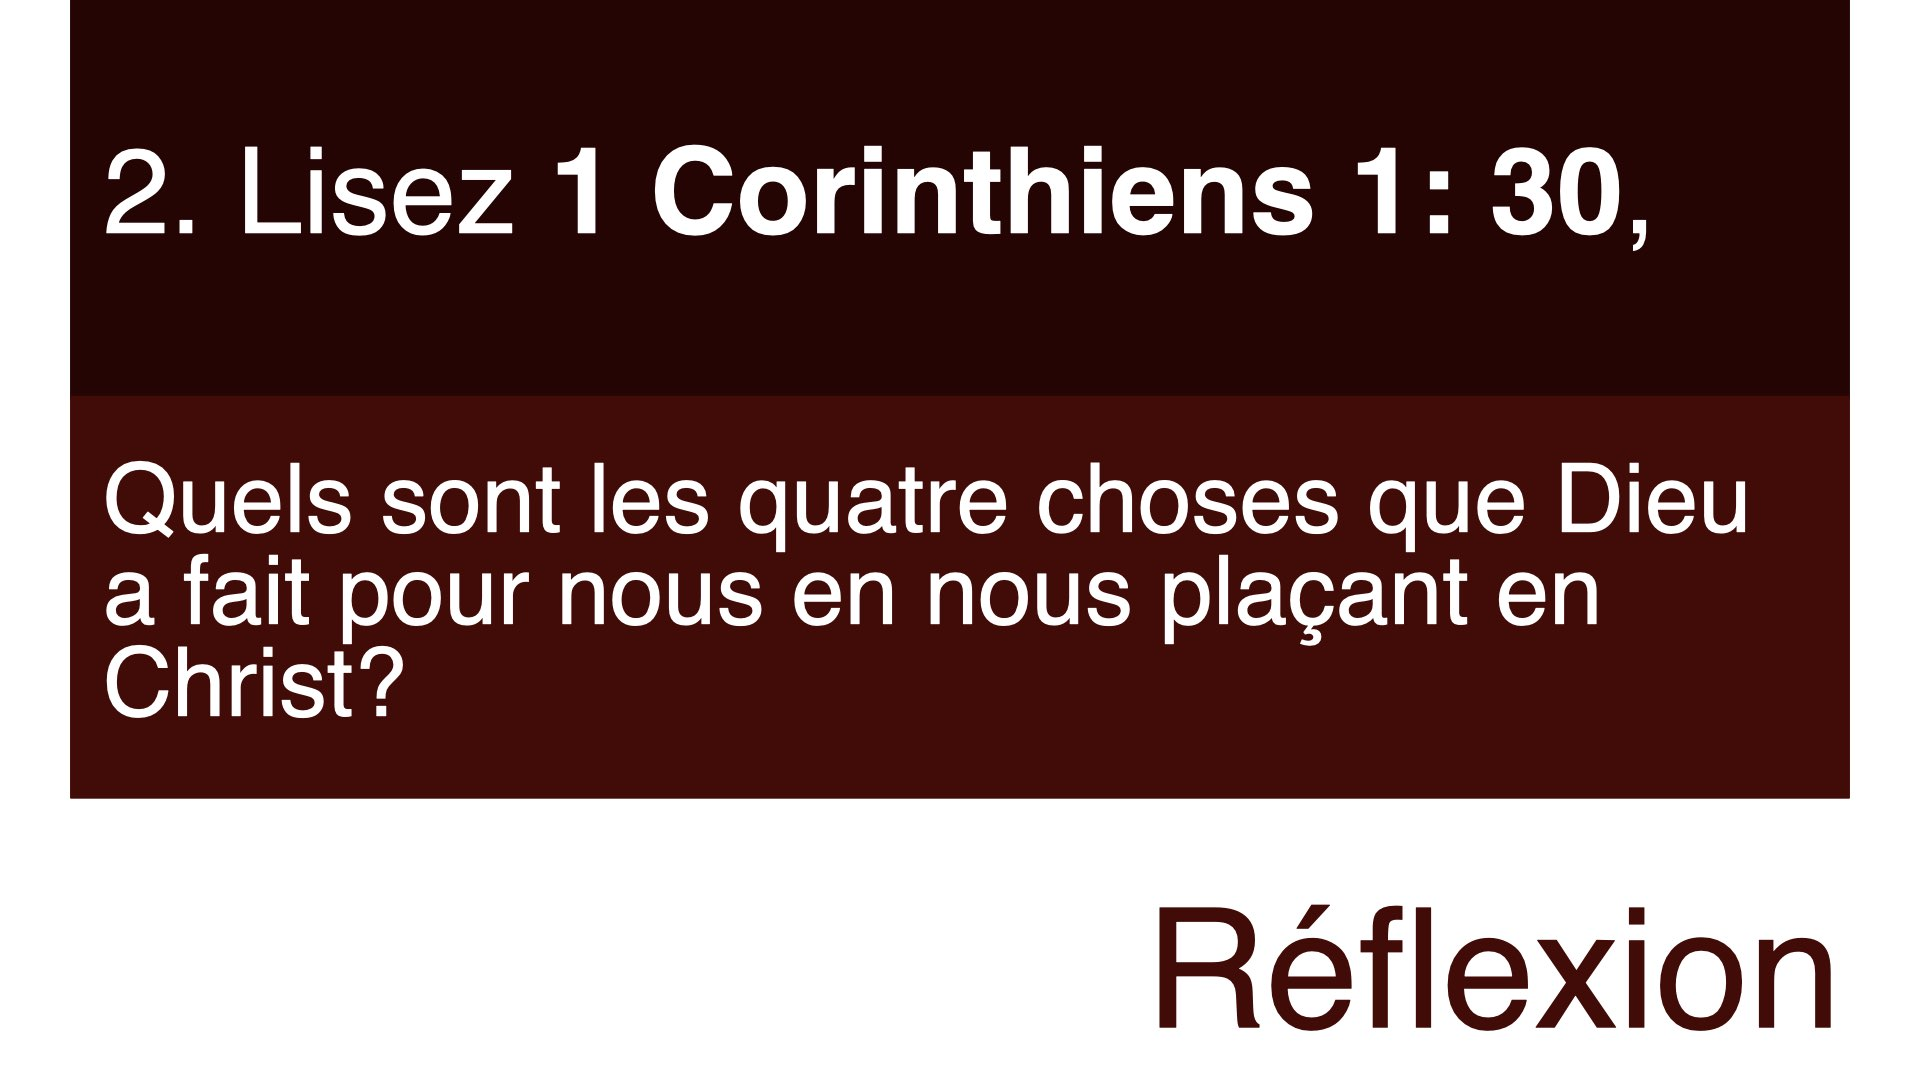 2. Lisez 1 Corinthiens 1: 30,
Quels sont les quatre choses que Dieu
a fait pour nous en nous plaçant en
Christ?
Réflexion